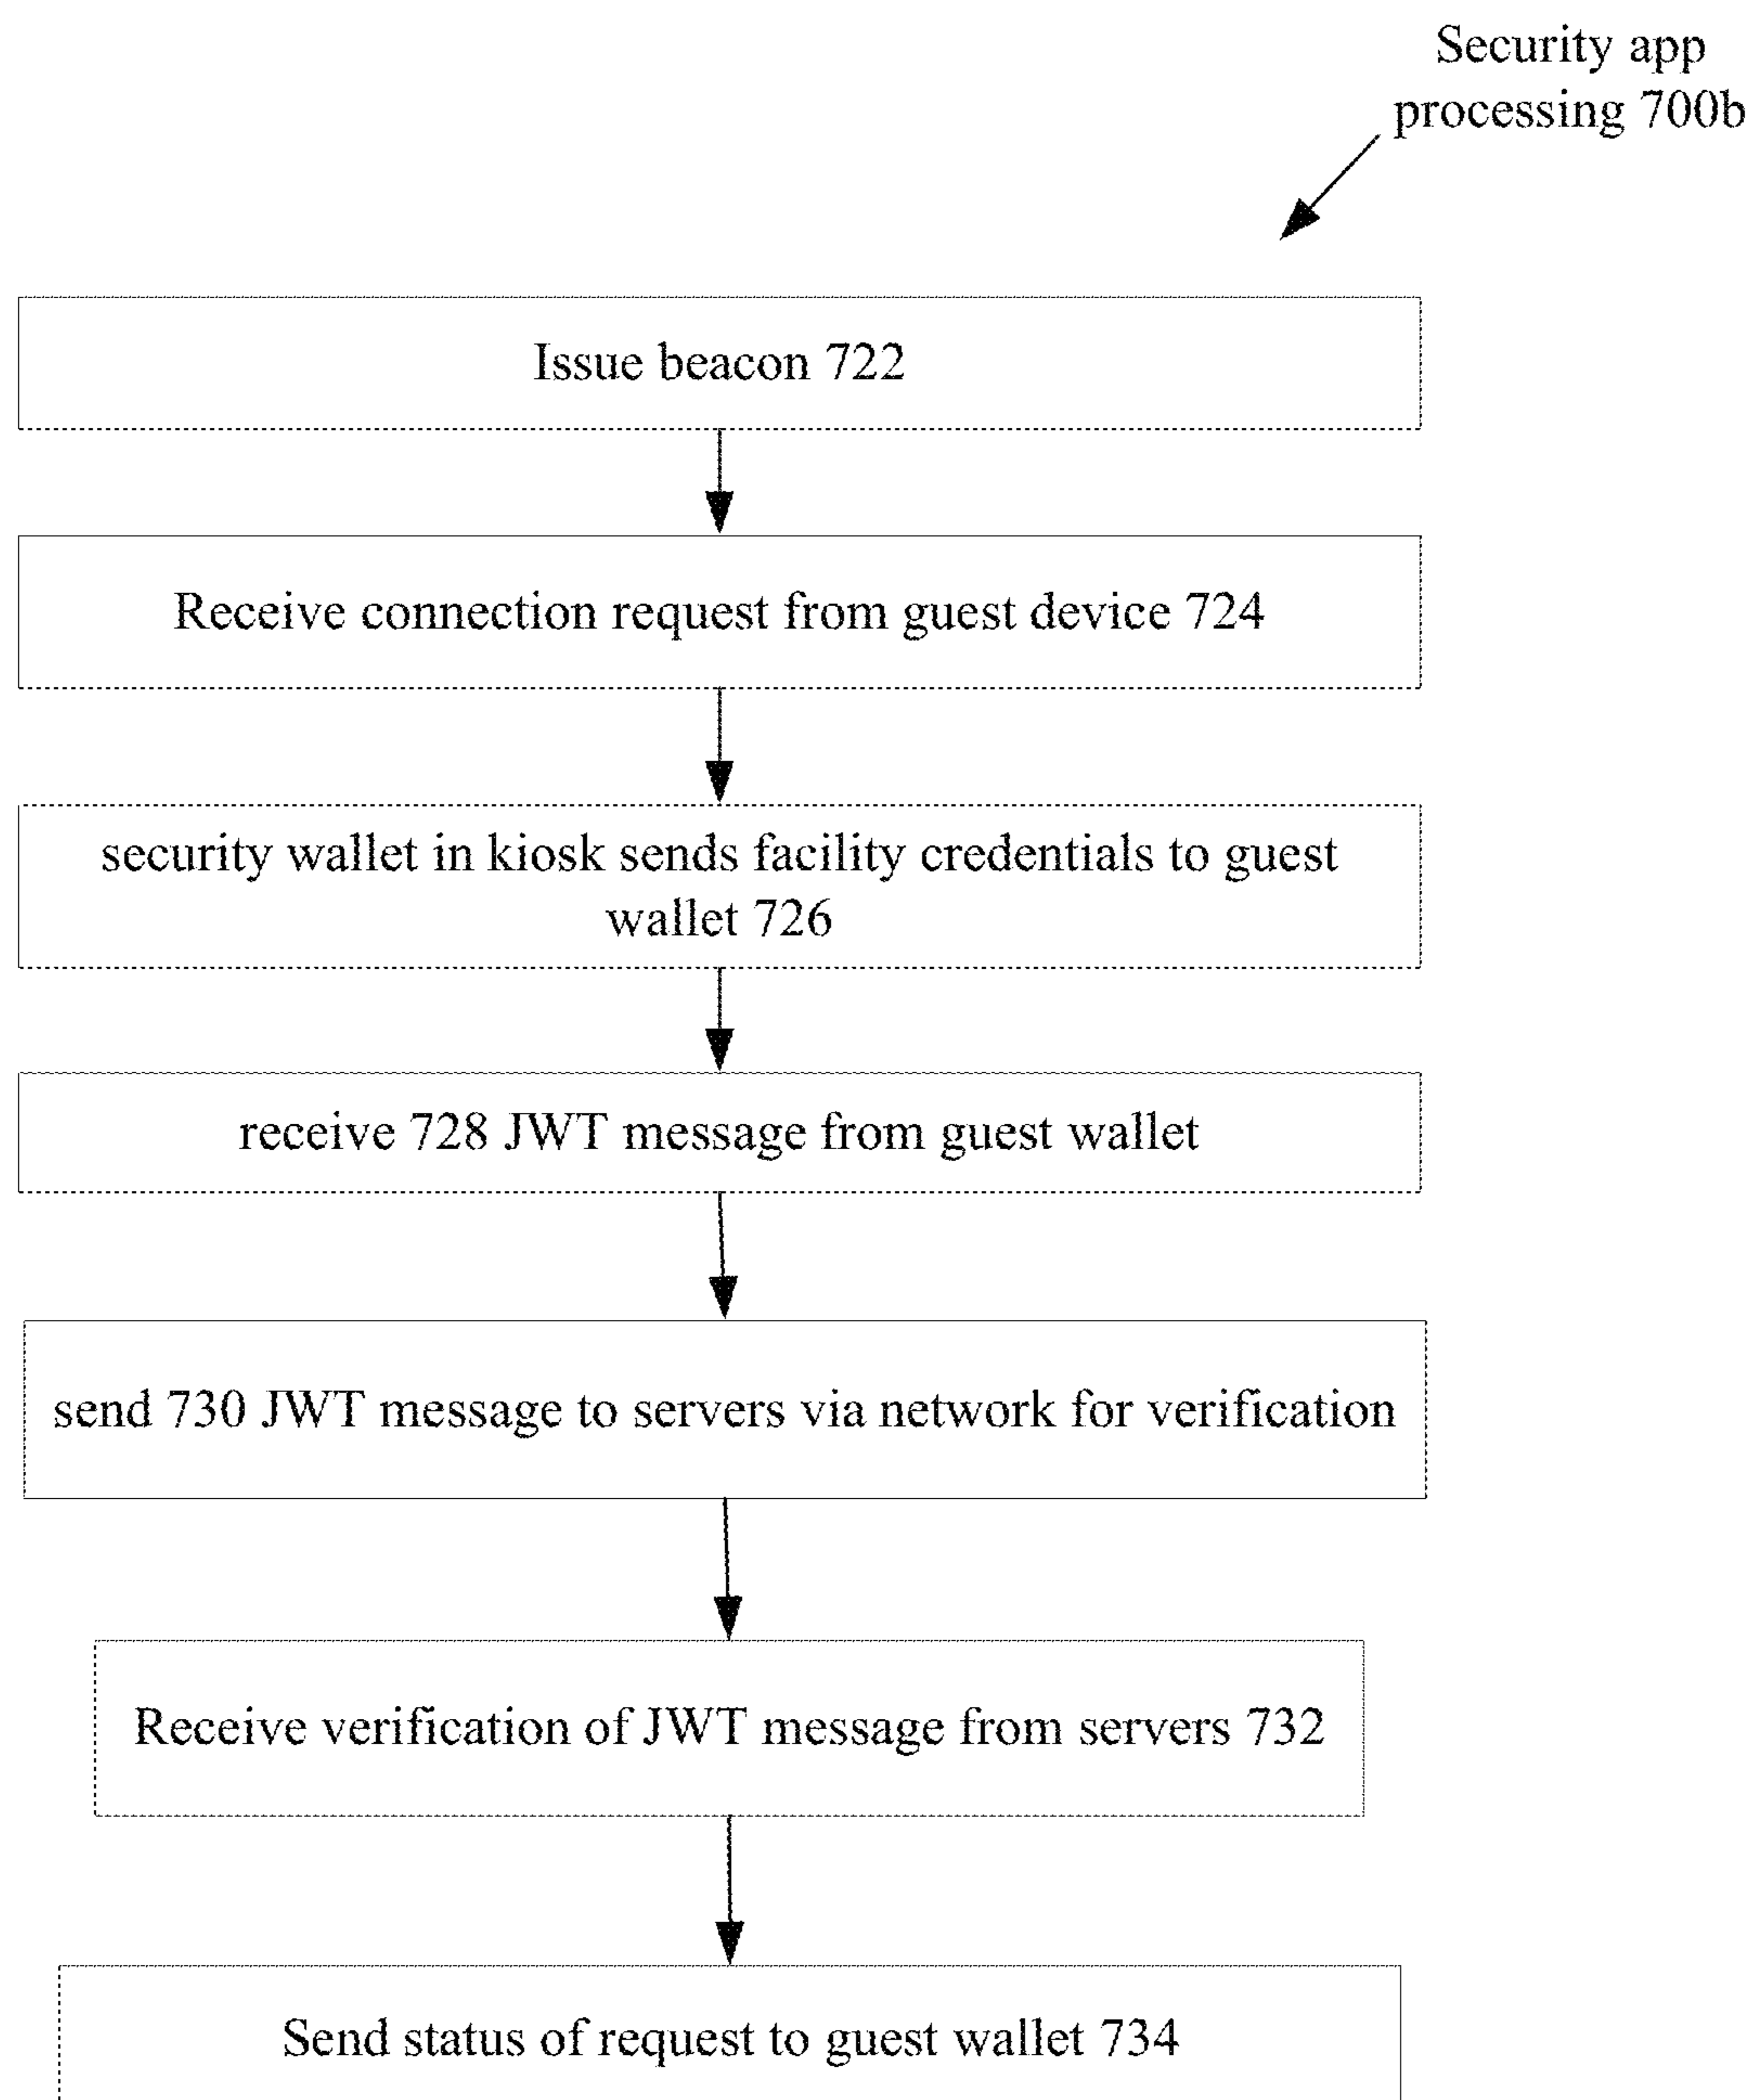 Security app
processing 700b
Issue beacon 722
Receive connection request from guest device 724
security wallet in kiosk sends facility credentials to guest
wallet 726
receive 728 JWT message from guest wallet
send 730 JWT message to servers via network for verification
Receive verification of JWT message from servers 732
Send status of request to guest wallet 734